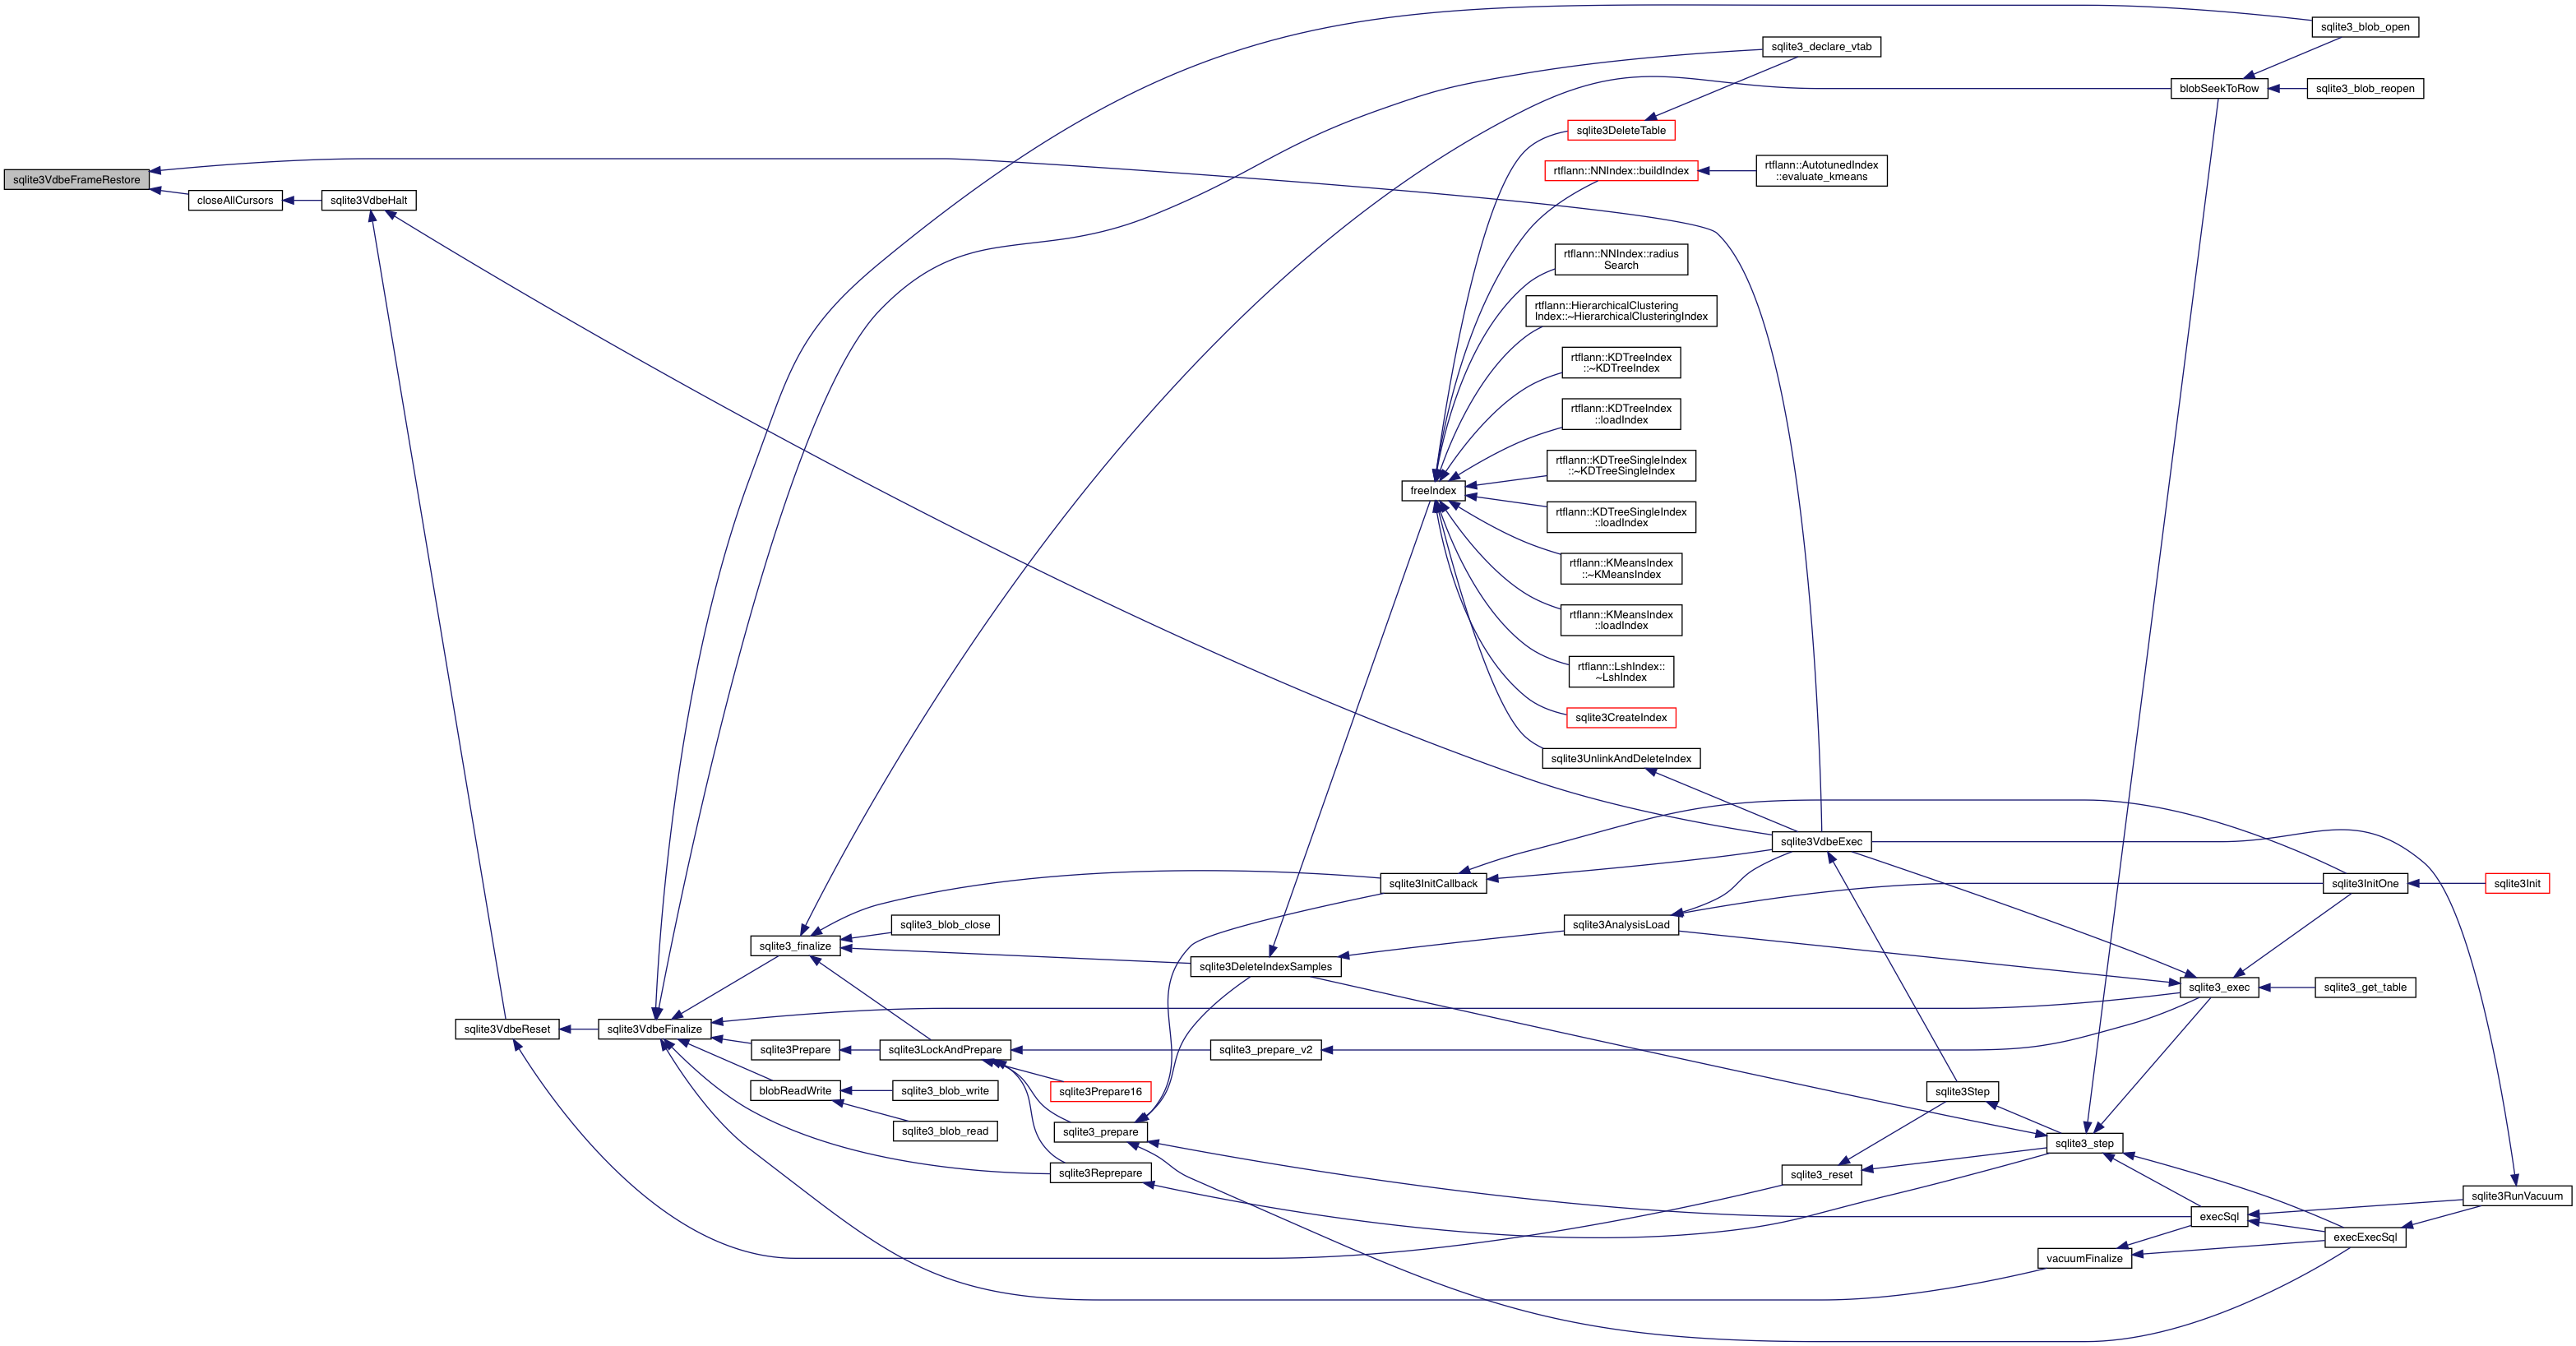 sqlite3VdbeFrameRestore
closeAllCursors
sqlite3VdbeHalt
sqlite3VdbeReset
sqlite3VdbeFinalize
sqlite3_finalize
sqlite3Prepare
blobReadWrite
sqlite3_blob_close
sqlite3LockAndPrepare
sqlite3_blob_write
sqlite3_blob_read
sqlite3Prepare16
sqlite3_prepare
sqlite3Reprepare
sqlite3DeleteIndexSamples
sqlite3_prepare_v2
sqlite3InitCallback
freeIndex
sqlite3_declare_vtab
sqlite3DeleteTable
rtflann::NNIndex::buildIndex
rtflann::AutotunedIndex
::evaluate_kmeans
rtflann::NNIndex::radius
Search
rtflann::HierarchicalClustering
Index::~HierarchicalClusteringIndex
rtflann::KDTreeIndex
::~KDTreeIndex
rtflann::KDTreeIndex
::loadIndex
rtflann::KDTreeSingleIndex
::~KDTreeSingleIndex
rtflann::KDTreeSingleIndex
::loadIndex
rtflann::KMeansIndex
::~KMeansIndex
rtflann::KMeansIndex
::loadIndex
rtflann::LshIndex::
~LshIndex
sqlite3CreateIndex
sqlite3UnlinkAndDeleteIndex
sqlite3VdbeExec
sqlite3AnalysisLoad
sqlite3Step
sqlite3_reset
sqlite3_step
vacuumFinalize
sqlite3_blob_open
blobSeekToRow
sqlite3_blob_reopen
sqlite3InitOne
sqlite3Init
sqlite3_exec
sqlite3_get_table
sqlite3RunVacuum
execSql
execExecSql